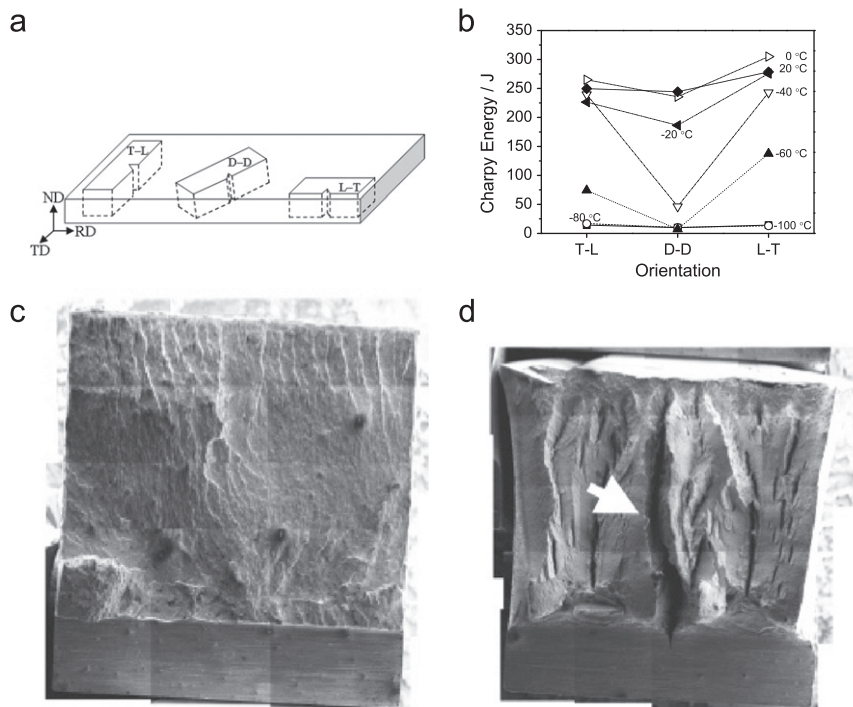 a
T–L
D–D
L–T
ND
RD
TD
b
350
300
250
200
150
100
50
0
Charpy Energy / J
0 °C
20 °C
-40 °C
-20 °C
-60 °C
-80 °C
-100 °C
T-L
D-D
L-T
Orientation
c
d